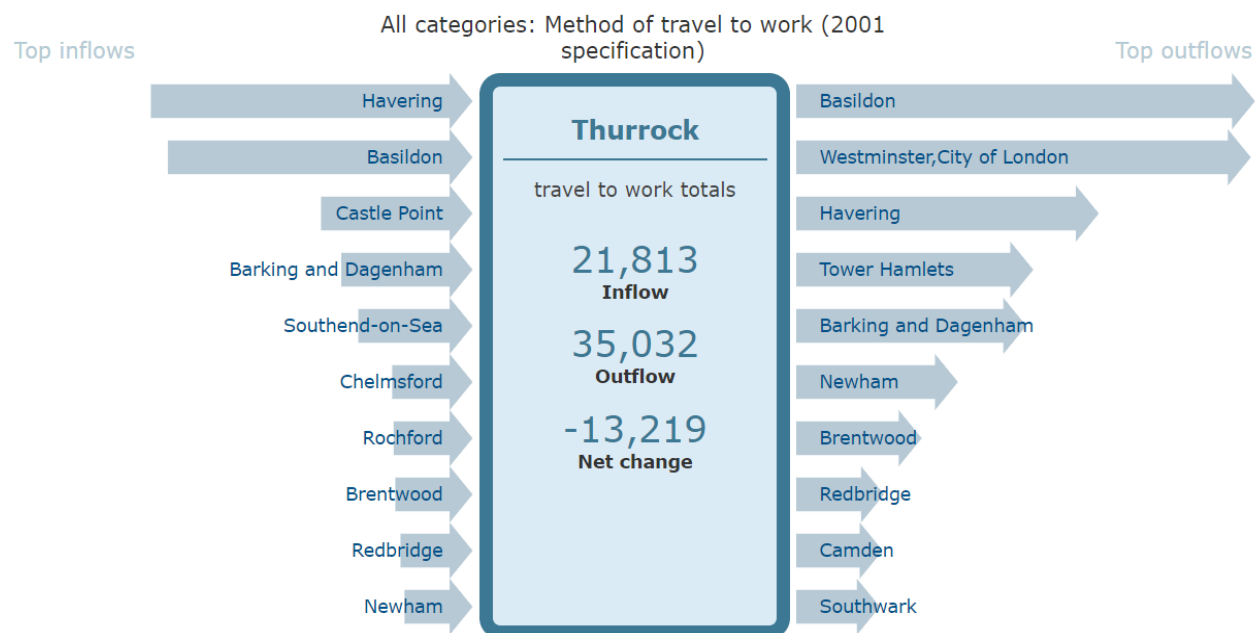 All categories: Method of travel to work (2001
specification)
Top inflows
Top outflows
Havering
Basildon
Castle Point
Barking and Dagenham
Southend-on-Sea
Chelmsford
Rochford
Brentwood
Redbridge
Newham
Thurrock
travel to work totals
21,813
Inflow
35,032
Outflow
-13,219
Net change
Basildon
Westminster,City of London
Havering
Tower Hamlets
Barking and Dagenham
Newham
Brentwood
Redbridge
Camden
Southwark